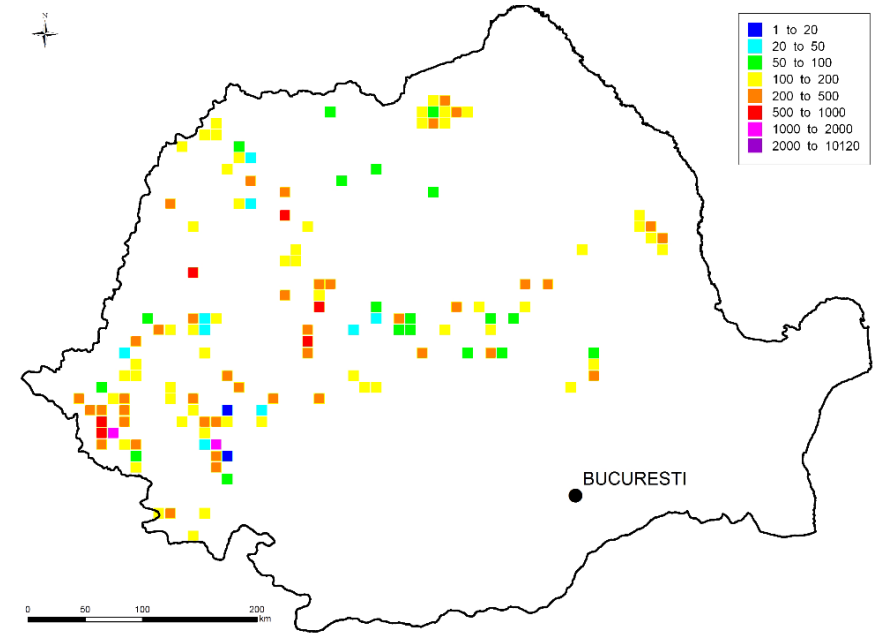 N
1 to 20
20 to 50
50 to 100
100 to 200
200 to 500
500 to 1000
1000 to 2000
2000 to 10120
BUCURESTI
0 50 100 200
km